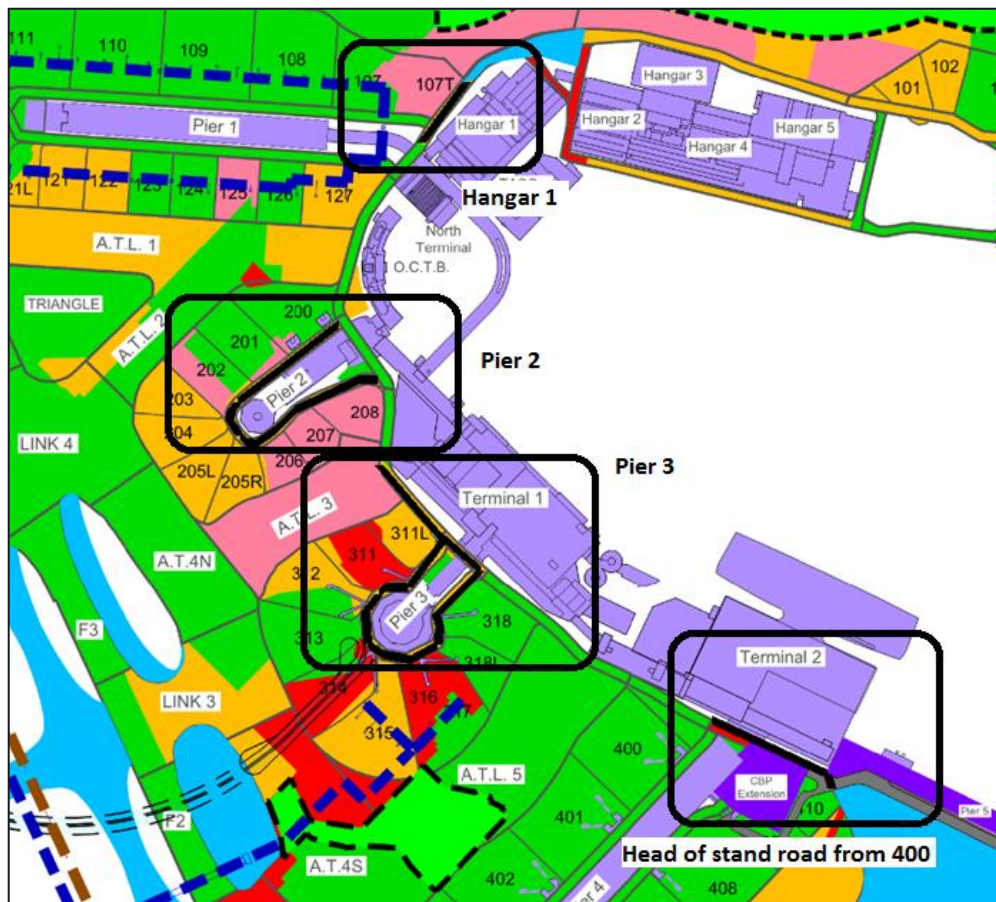 111
110
109
108
107
107T
Hangar 3
102
101
Pier 1
Hangar 1
Hangar 2
Hangar 5
Hangar 4
21L
121
122
123
124
125
126
127
Hangar 1
North
Terminal
O.C.T.B.
A.T.L. 1
TRIANGLE
A.T.L. 2
200
201
202
Pier 2
Pier 2
203
204
208
207
206
205L
205R
LINK 4
Pier 3
A.T.L. 3
Terminal 1
311L
311
312
A.T.4N
Pier 3
313
318
318L
F3
Terminal 2
314
316
317
LINK 3
315
400
CBP
Extension
Pier 5
A.T.L. 5
401
F2
Head of stand road from 400
A.T.4S
402
408